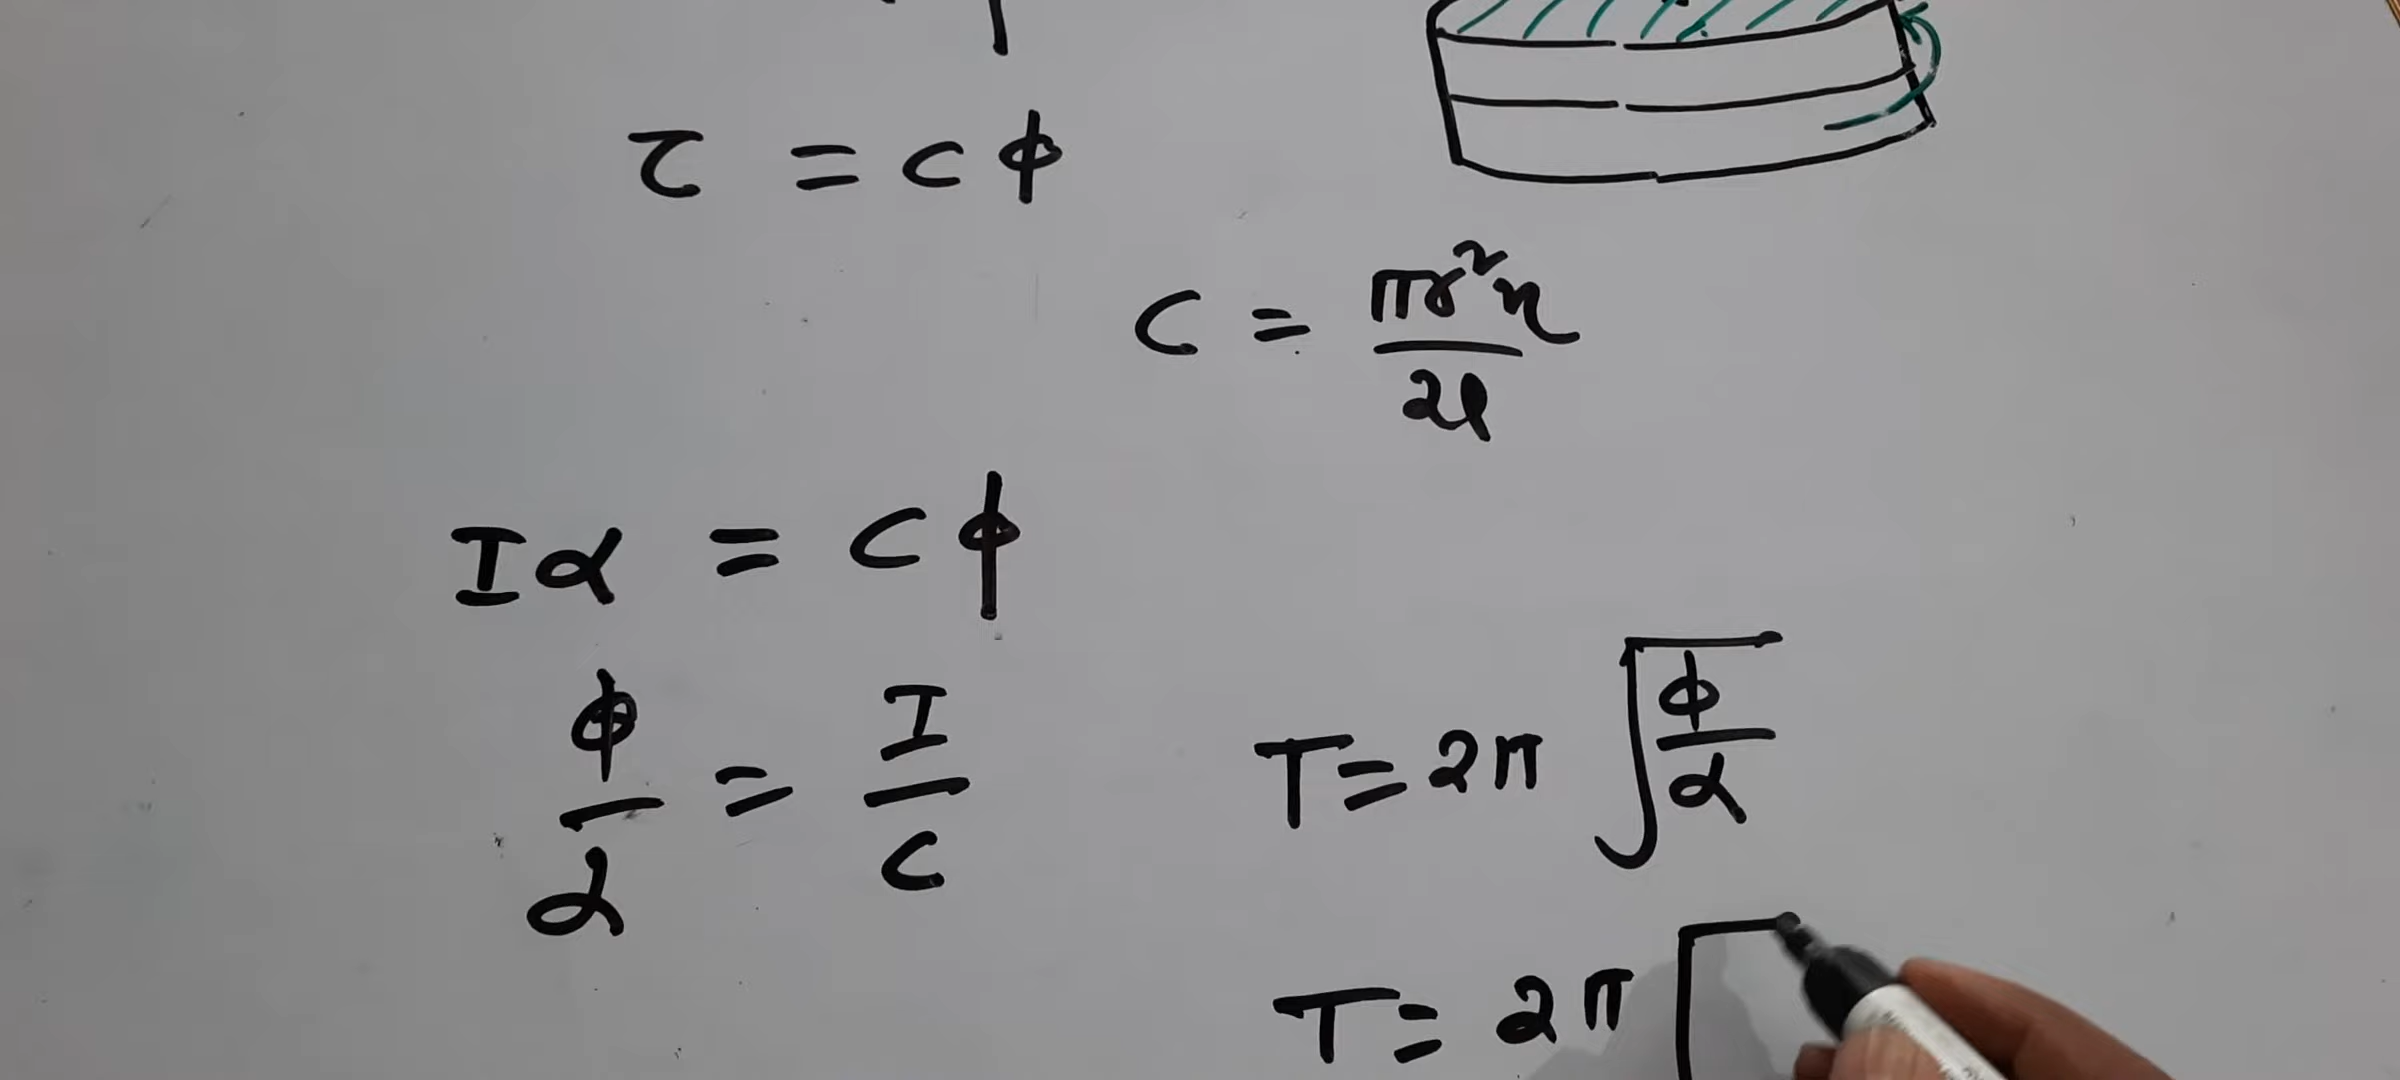 τ = cφ
C = πr²η / 2l
Iα = cφ
φ/α = I/C
T = 2π √(φ/α)
T = 2π √